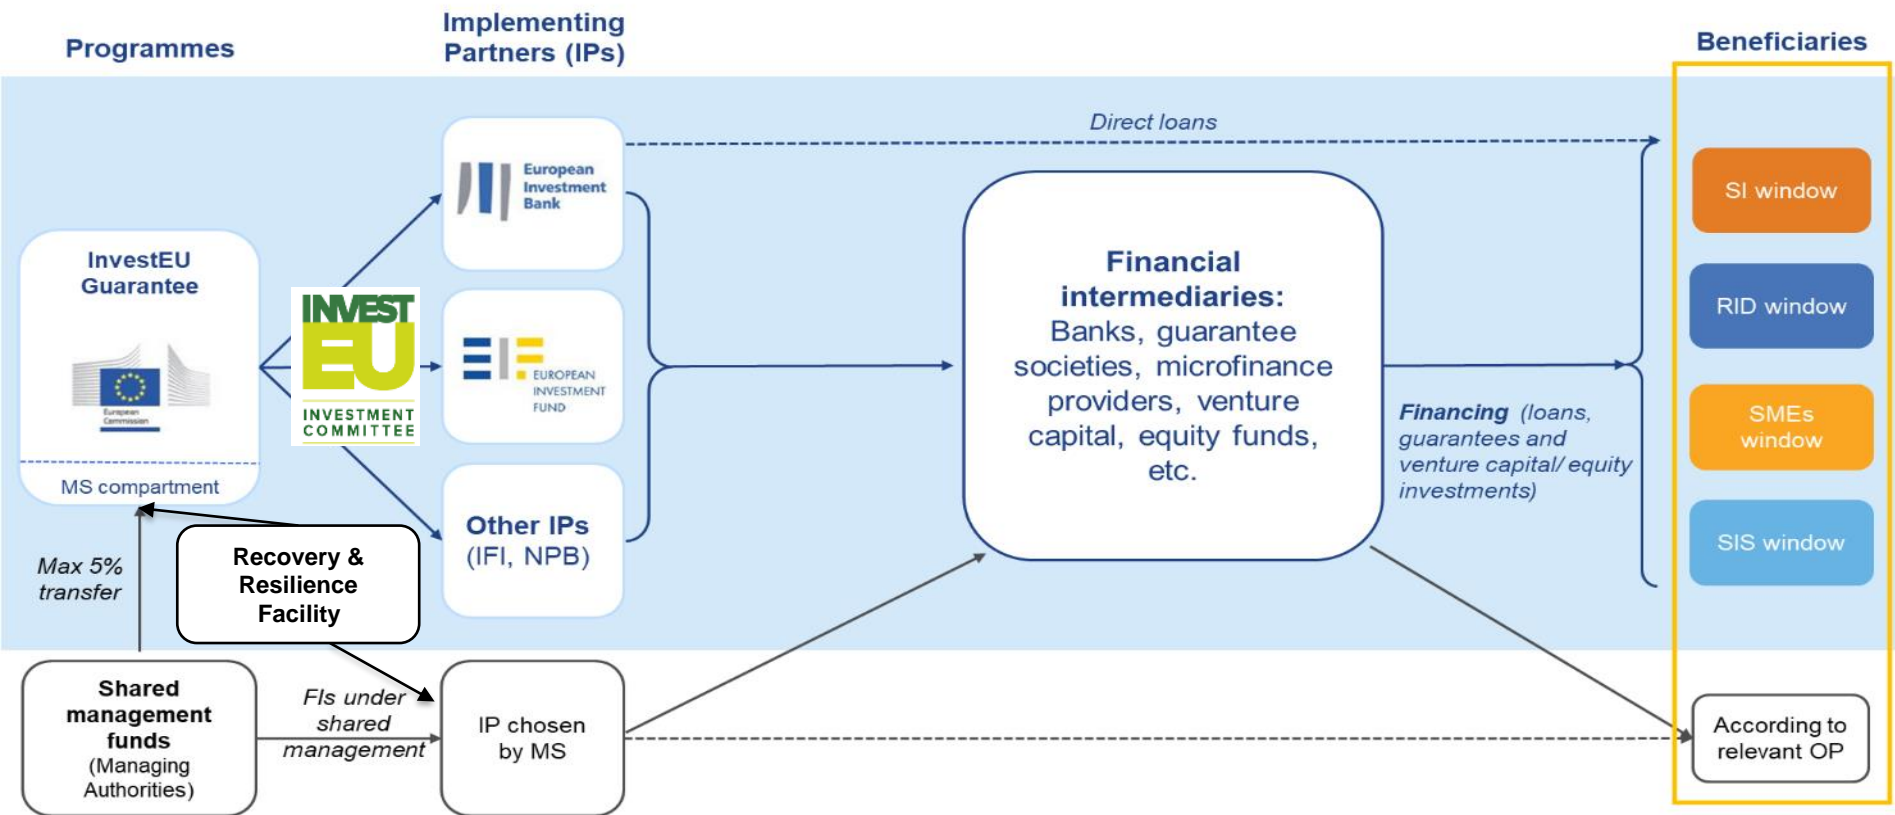 Programmes
Implementing
Partners (IPs)
Beneficiaries
InvestEU
Guarantee
European
Commission
MS compartment
INVEST
EU
INVESTMENT
COMMITTEE
European
Investment
Bank
EIF
EUROPEAN
INVESTMENT
FUND
Other IPs
(IFI, NPB)
Direct loans
Financial
intermediaries:
Banks, guarantee
societies, microfinance
providers, venture
capital, equity funds,
etc.
Financing (loans,
guarantees and
venture capital/ equity
investments)
SI window
RID window
SMEs
window
SIS window
Max 5%
transfer
Recovery &
Resilience
Facility
Shared
management
funds
(Managing
Authorities)
FIs under
shared
management
IP chosen
by MS
According to
relevant OP